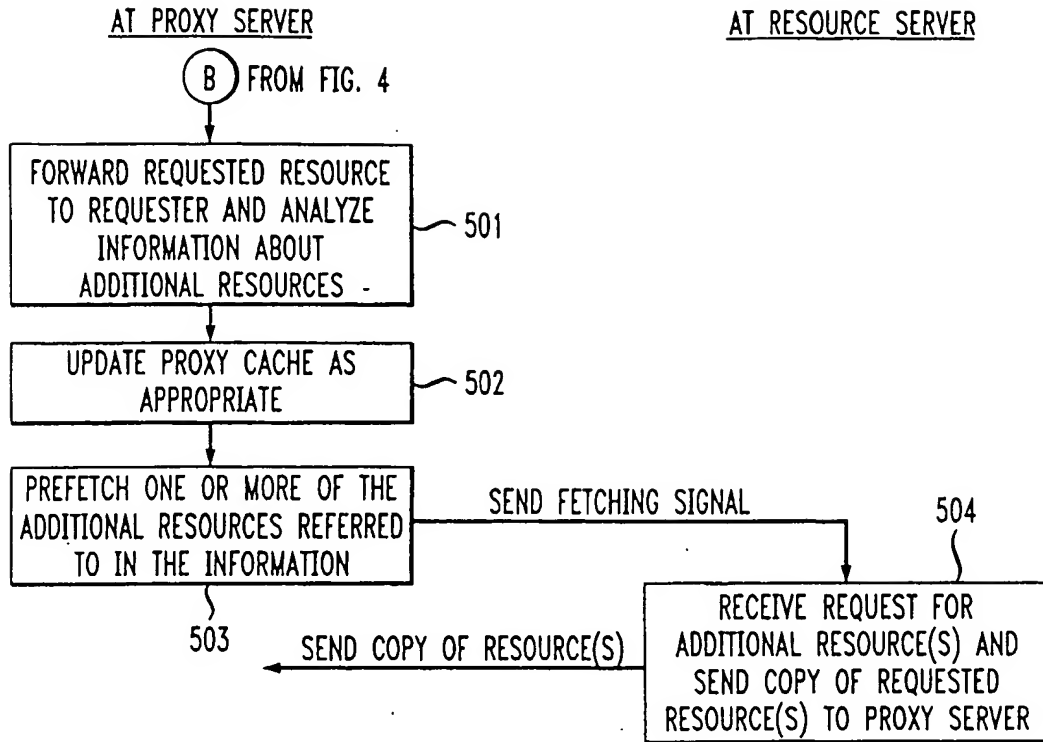 AT PROXY SERVER
AT RESOURCE SERVER
B FROM FIG. 4
FORWARD REQUESTED RESOURCE
TO REQUESTER AND ANALYZE
INFORMATION ABOUT
ADDITIONAL RESOURCES
501
UPDATE PROXY CACHE AS
APPROPRIATE
502
PREFETCH ONE OR MORE OF THE
ADDITIONAL RESOURCES REFERRED
TO IN THE INFORMATION
503
SEND FETCHING SIGNAL
504
RECEIVE REQUEST FOR
ADDITIONAL RESOURCE(S) AND
SEND COPY OF REQUESTED
RESOURCE(S) TO PROXY SERVER
SEND COPY OF RESOURCE(S)